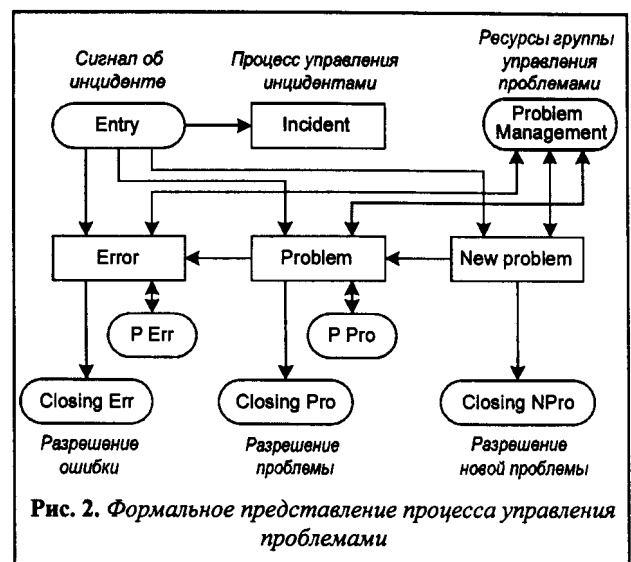 Сигнал об
инциденте
Процесс управления
инцидентами
Ресурсы группы
управления
проблемами
Entry
Incident
Problem
Management
Error
Problem
New problem
P Err
P Pro
Closing Err
Closing Pro
Closing NPro
Разрешение
ошибки
Разрешение
проблемы
Разрешение
новой проблемы
Рис. 2. Формальное представление процесса управления
проблемами